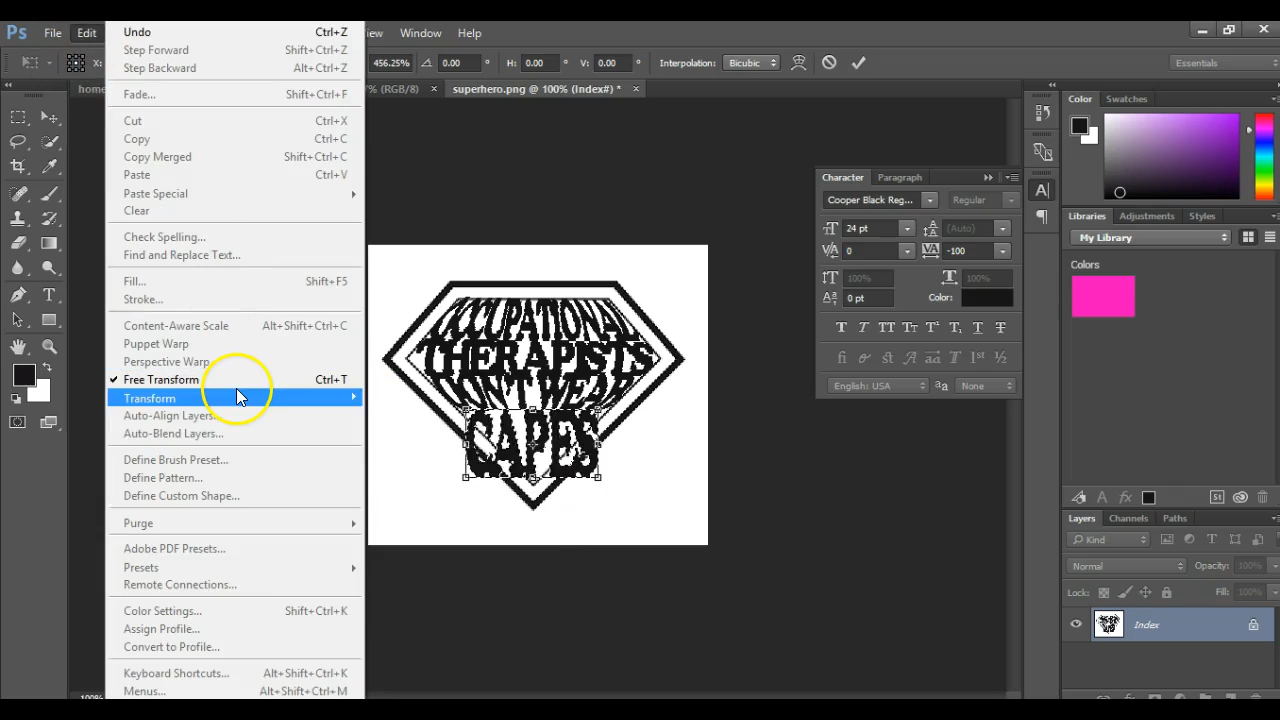 Ps File Edit View Window Help
X: 456.25% 0.00 ° H: 0.00 ° V: 0.00 ° Interpolation: Bicubic Essentials
superhero.png @ 100% (Index#) *
7% (RGB/8)
Undo Ctrl+Z
Step Forward Shift+Ctrl+Z
Step Backward Alt+Ctrl+Z
Fade... Shift+Ctrl+F
Cut Ctrl+X
Copy Ctrl+C
Copy Merged Shift+Ctrl+C
Paste Ctrl+V
Paste Special
Clear
Check Spelling...
Find and Replace Text...
Fill... Shift+F5
Stroke...
Content-Aware Scale Alt+Shift+Ctrl+C
Puppet Warp
Perspective Warp
Free Transform Ctrl+T
Transform
Auto-Align Layers...
Auto-Blend Layers...
Define Brush Preset...
Define Pattern...
Define Custom Shape...
Purge
Adobe PDF Presets...
Presets
Remote Connections...
Color Settings... Shift+Ctrl+K
Assign Profile...
Convert to Profile...
Keyboard Shortcuts... Alt+Shift+Ctrl+K
Menus... Alt+Shift+Ctrl+M
100%
OCCUPATIONAL
THERAPISTS
DON'T WEAR
CAPES
Character Paragraph
Cooper Black Reg... Regular
24 pt (Auto)
0 -100
100% 100%
0 pt Color:
English: USA aa None
Color Swatches
Libraries Adjustments Styles
My Library
Colors
Layers Channels Paths
Kind
Normal Opacity: 100%
Lock: Fill: 100%
Index